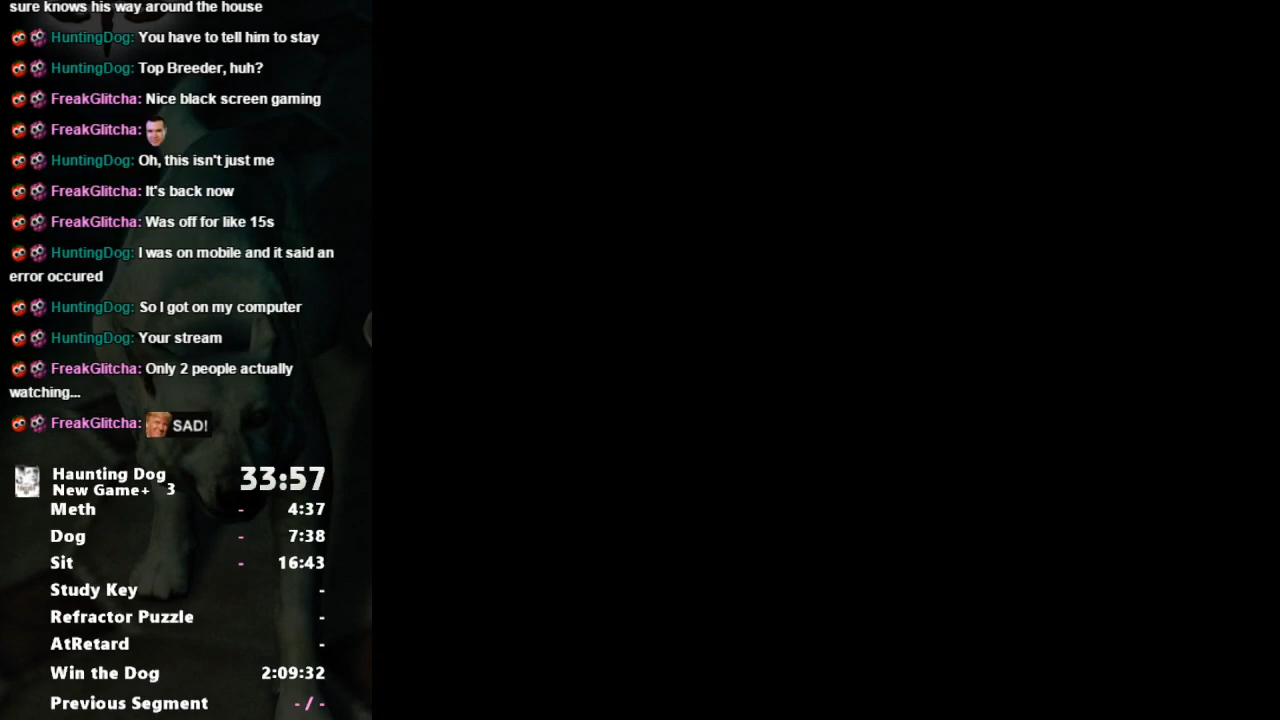 sure knows his way around the house
HuntingDog: You have to tell him to stay
HuntingDog: Top Breeder, huh?
FreakGlitcha: Nice black screen gaming
FreakGlitcha:
HuntingDog: Oh, this isn't just me
FreakGlitcha: It's back now
FreakGlitcha: Was off for like 15s
HuntingDog: I was on mobile and it said an
error occured
HuntingDog: So I got on my computer
HuntingDog: Your stream
FreakGlitcha: Only 2 people actually
watching...
FreakGlitcha: SAD!
Haunting Dog 33:57
New Game+ 3
Meth - 4:37
Dog - 7:38
Sit - 16:43
Study Key -
Refractor Puzzle -
AtRetard -
Win the Dog 2:09:32
Previous Segment - / -